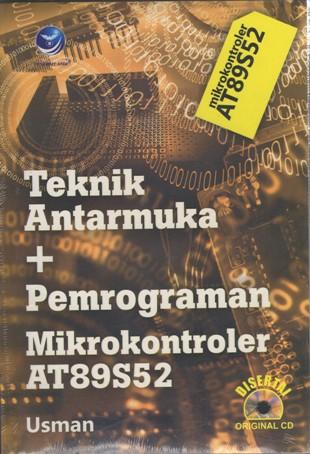 mikrokontroler
AT89S52
Teknik
Antarmuka
+
Pemrograman
Mikrokontroler
AT89S52
Usman
DISERTAI
ORIGINAL CD